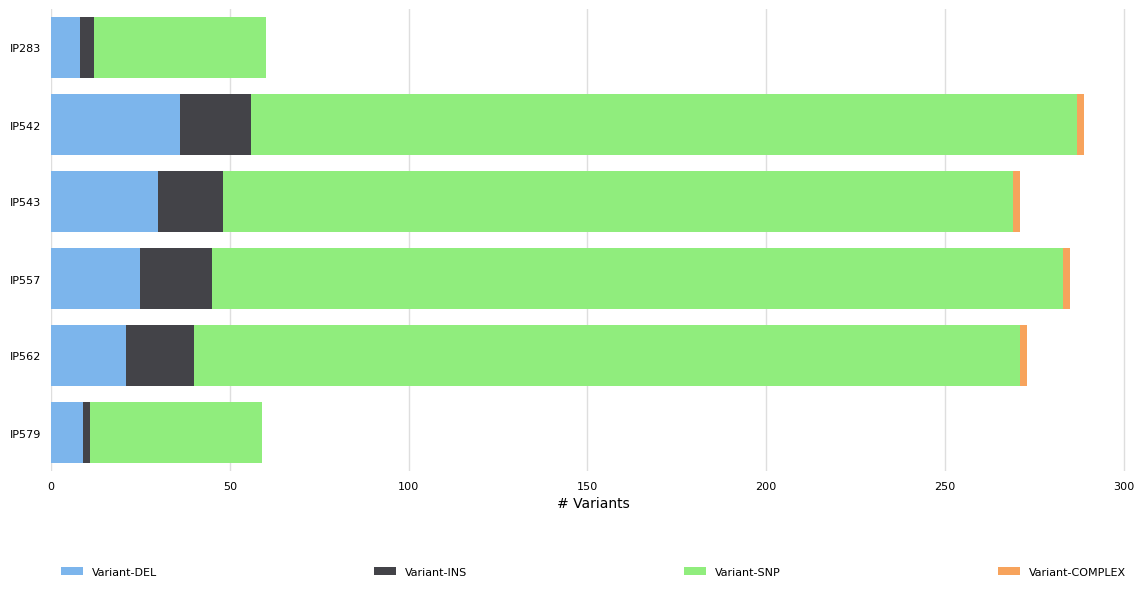 IP283
IP542
IP543
IP557
IP562
IP579
0 50 100 150 200 250 300
# Variants
Variant-DEL Variant-INS Variant-SNP Variant-COMPLEX